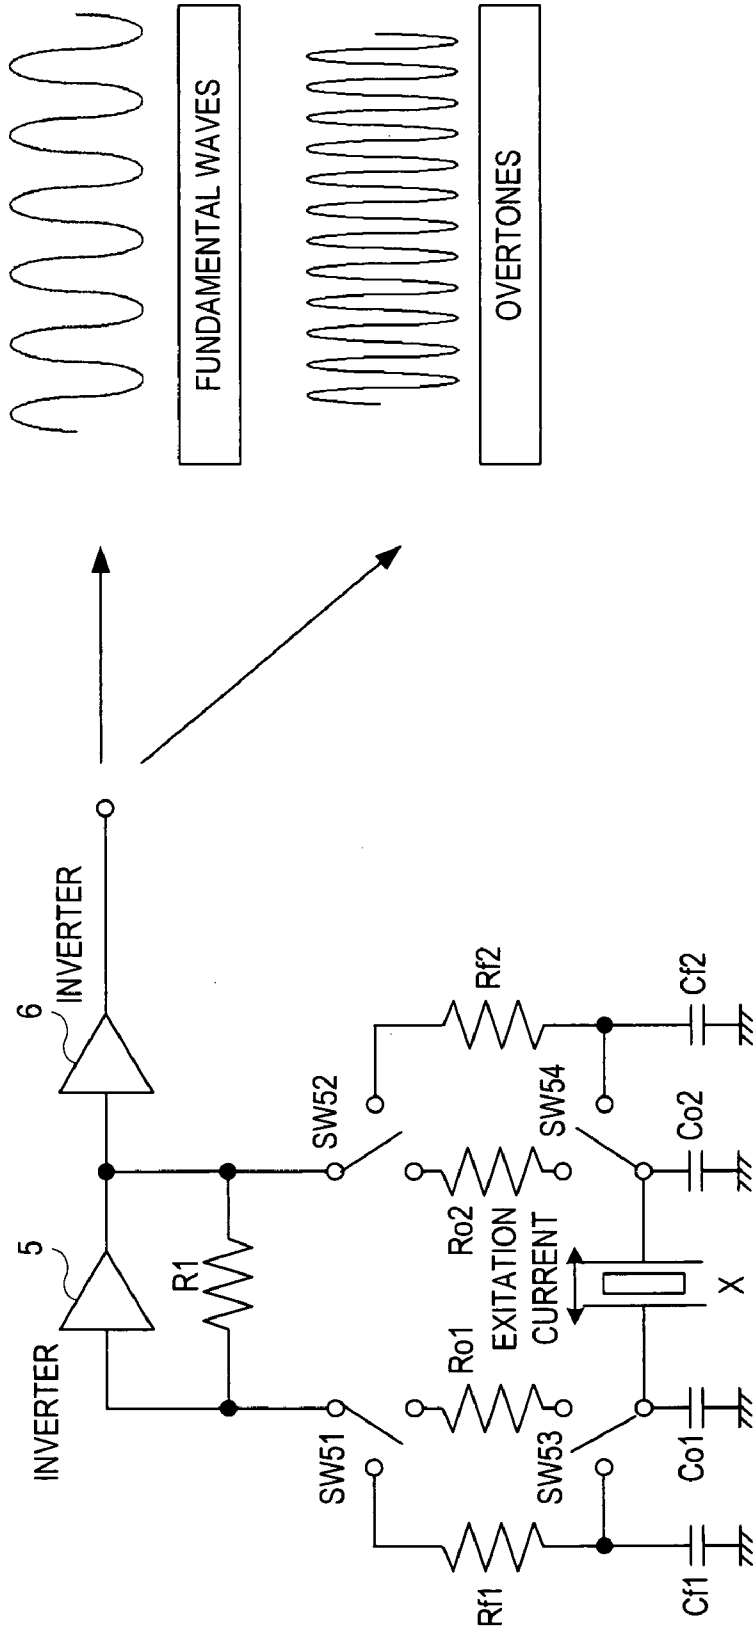 FUNDAMENTAL WAVES
OVERTONES
INVERTER
6
INVERTER
5
R1
SW51
SW52
Rf1
Ro1
Ro2
Rf2
EXITATION
CURRENT
SW53
SW54
Cf1
Co1
X
Co2
Cf2